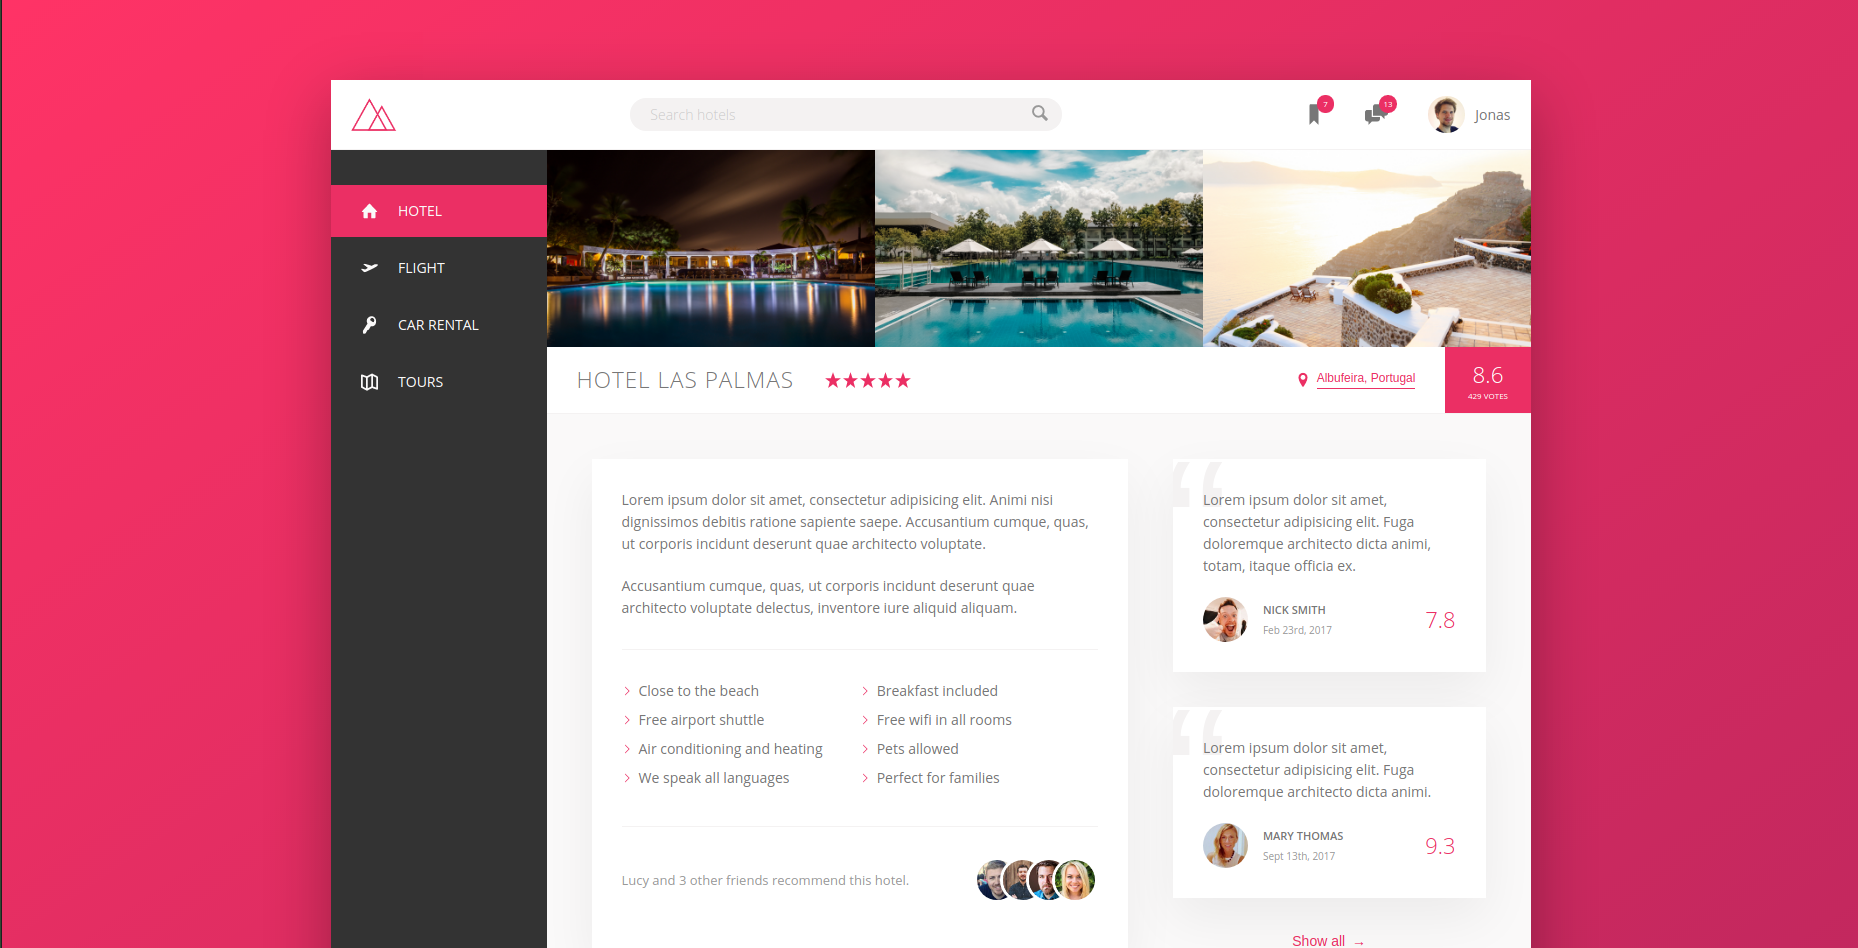 Search hotels
7
13
Jonas
HOTEL
FLIGHT
CAR RENTAL
TOURS
HOTEL LAS PALMAS
Albufeira, Portugal
8.6
429 VOTES
Lorem ipsum dolor sit amet, consectetur adipisicing elit. Animi nisi
dignissimos debitis ratione sapiente saepe. Accusantium cumque, quas,
ut corporis incidunt deserunt quae architecto voluptate.
Accusantium cumque, quas, ut corporis incidunt deserunt quae
architecto voluptate delectus, inventore iure aliquid aliquam.
Close to the beach
Free airport shuttle
Air conditioning and heating
We speak all languages
Breakfast included
Free wifi in all rooms
Pets allowed
Perfect for families
Lucy and 3 other friends recommend this hotel.
“
Lorem ipsum dolor sit amet,
consectetur adipisicing elit. Fuga
doloremque architecto dicta animi,
totam, itaque officia ex.
NICK SMITH
Feb 23rd, 2017
7.8
“
Lorem ipsum dolor sit amet,
consectetur adipisicing elit. Fuga
doloremque architecto dicta animi.
MARY THOMAS
Sept 13th, 2017
9.3
Show all →